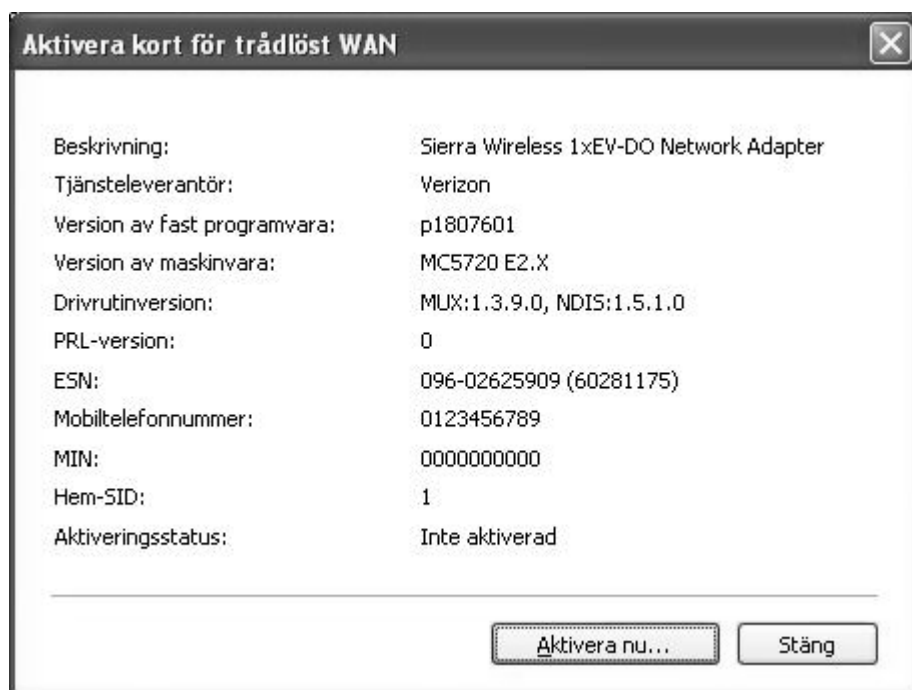 Aktivera kort för trådlöst WAN
Beskrivning: Sierra Wireless 1xEV-DO Network Adapter
Tjänsteleverantör: Verizon
Version av fast programvara: p1807601
Version av maskinvara: MC5720 E2.X
Drivrutinversion: MUX:1.3.9.0, NDIS:1.5.1.0
PRL-version: 0
ESN: 096-02625909 (60281175)
Mobiltelefonnummer: 0123456789
MIN: 0000000000
Hem-SID: 1
Aktiveringsstatus: Inte aktiverad
Aktivera nu... Stäng